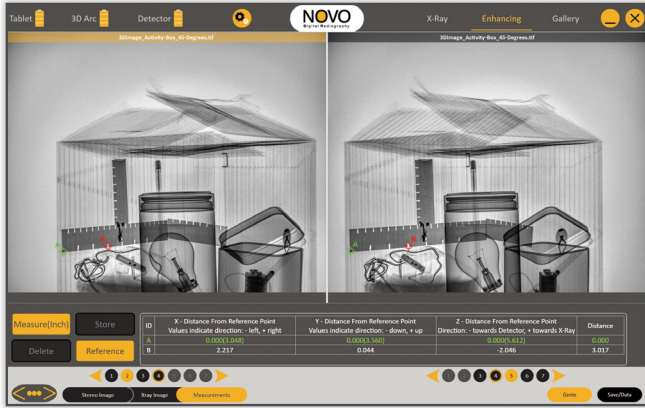 Tablet 3D Arc Detector NOVO X-Ray Enhancing Gallery
Digital Radiography
3DImage_Activity-Box_45-Degrees.tif 3DImage_Activity-Box_45-Degrees.tif
A B A B
Measure(Inch) Store
Delete Reference
ID X - Distance From Reference Point Y - Distance From Reference Point Z - Distance From Reference Point Distance
Values indicate direction: - left, + right Values indicate direction: - down, + up Direction: - towards Detector, + towards X-Ray
A 0.000(3.048) 0.000(3.560) 0.000(5.612) 0.000
B 2.217 0.044 -2.046 3.017
1 2 3 4 5 6 7 1 2 3 4 5 6 7
Stereo Image Xray Image Measurements Genie Save/Data